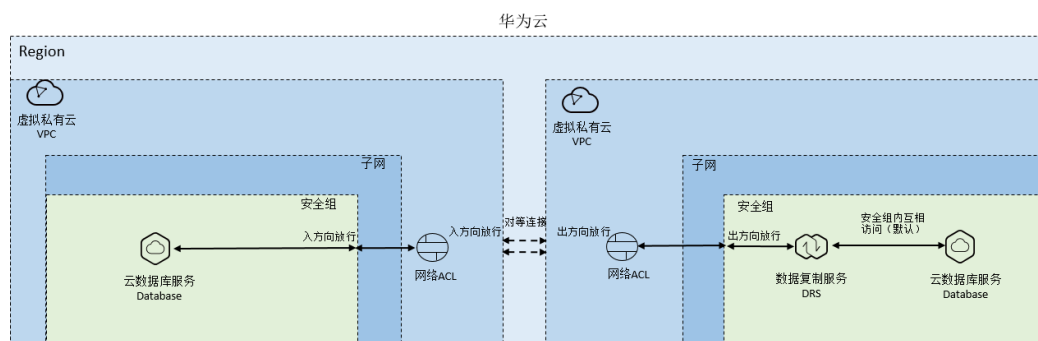 华为云
Region
虚拟私有云
VPC
子网
安全组
入方向放行
云数据库服务
Database
网络ACL
入方向放行
对等连接
虚拟私有云
VPC
出方向放行
网络ACL
子网
安全组
出方向放行
数据复制服务
DRS
安全组内互相
访问（默认）
云数据库服务
Database